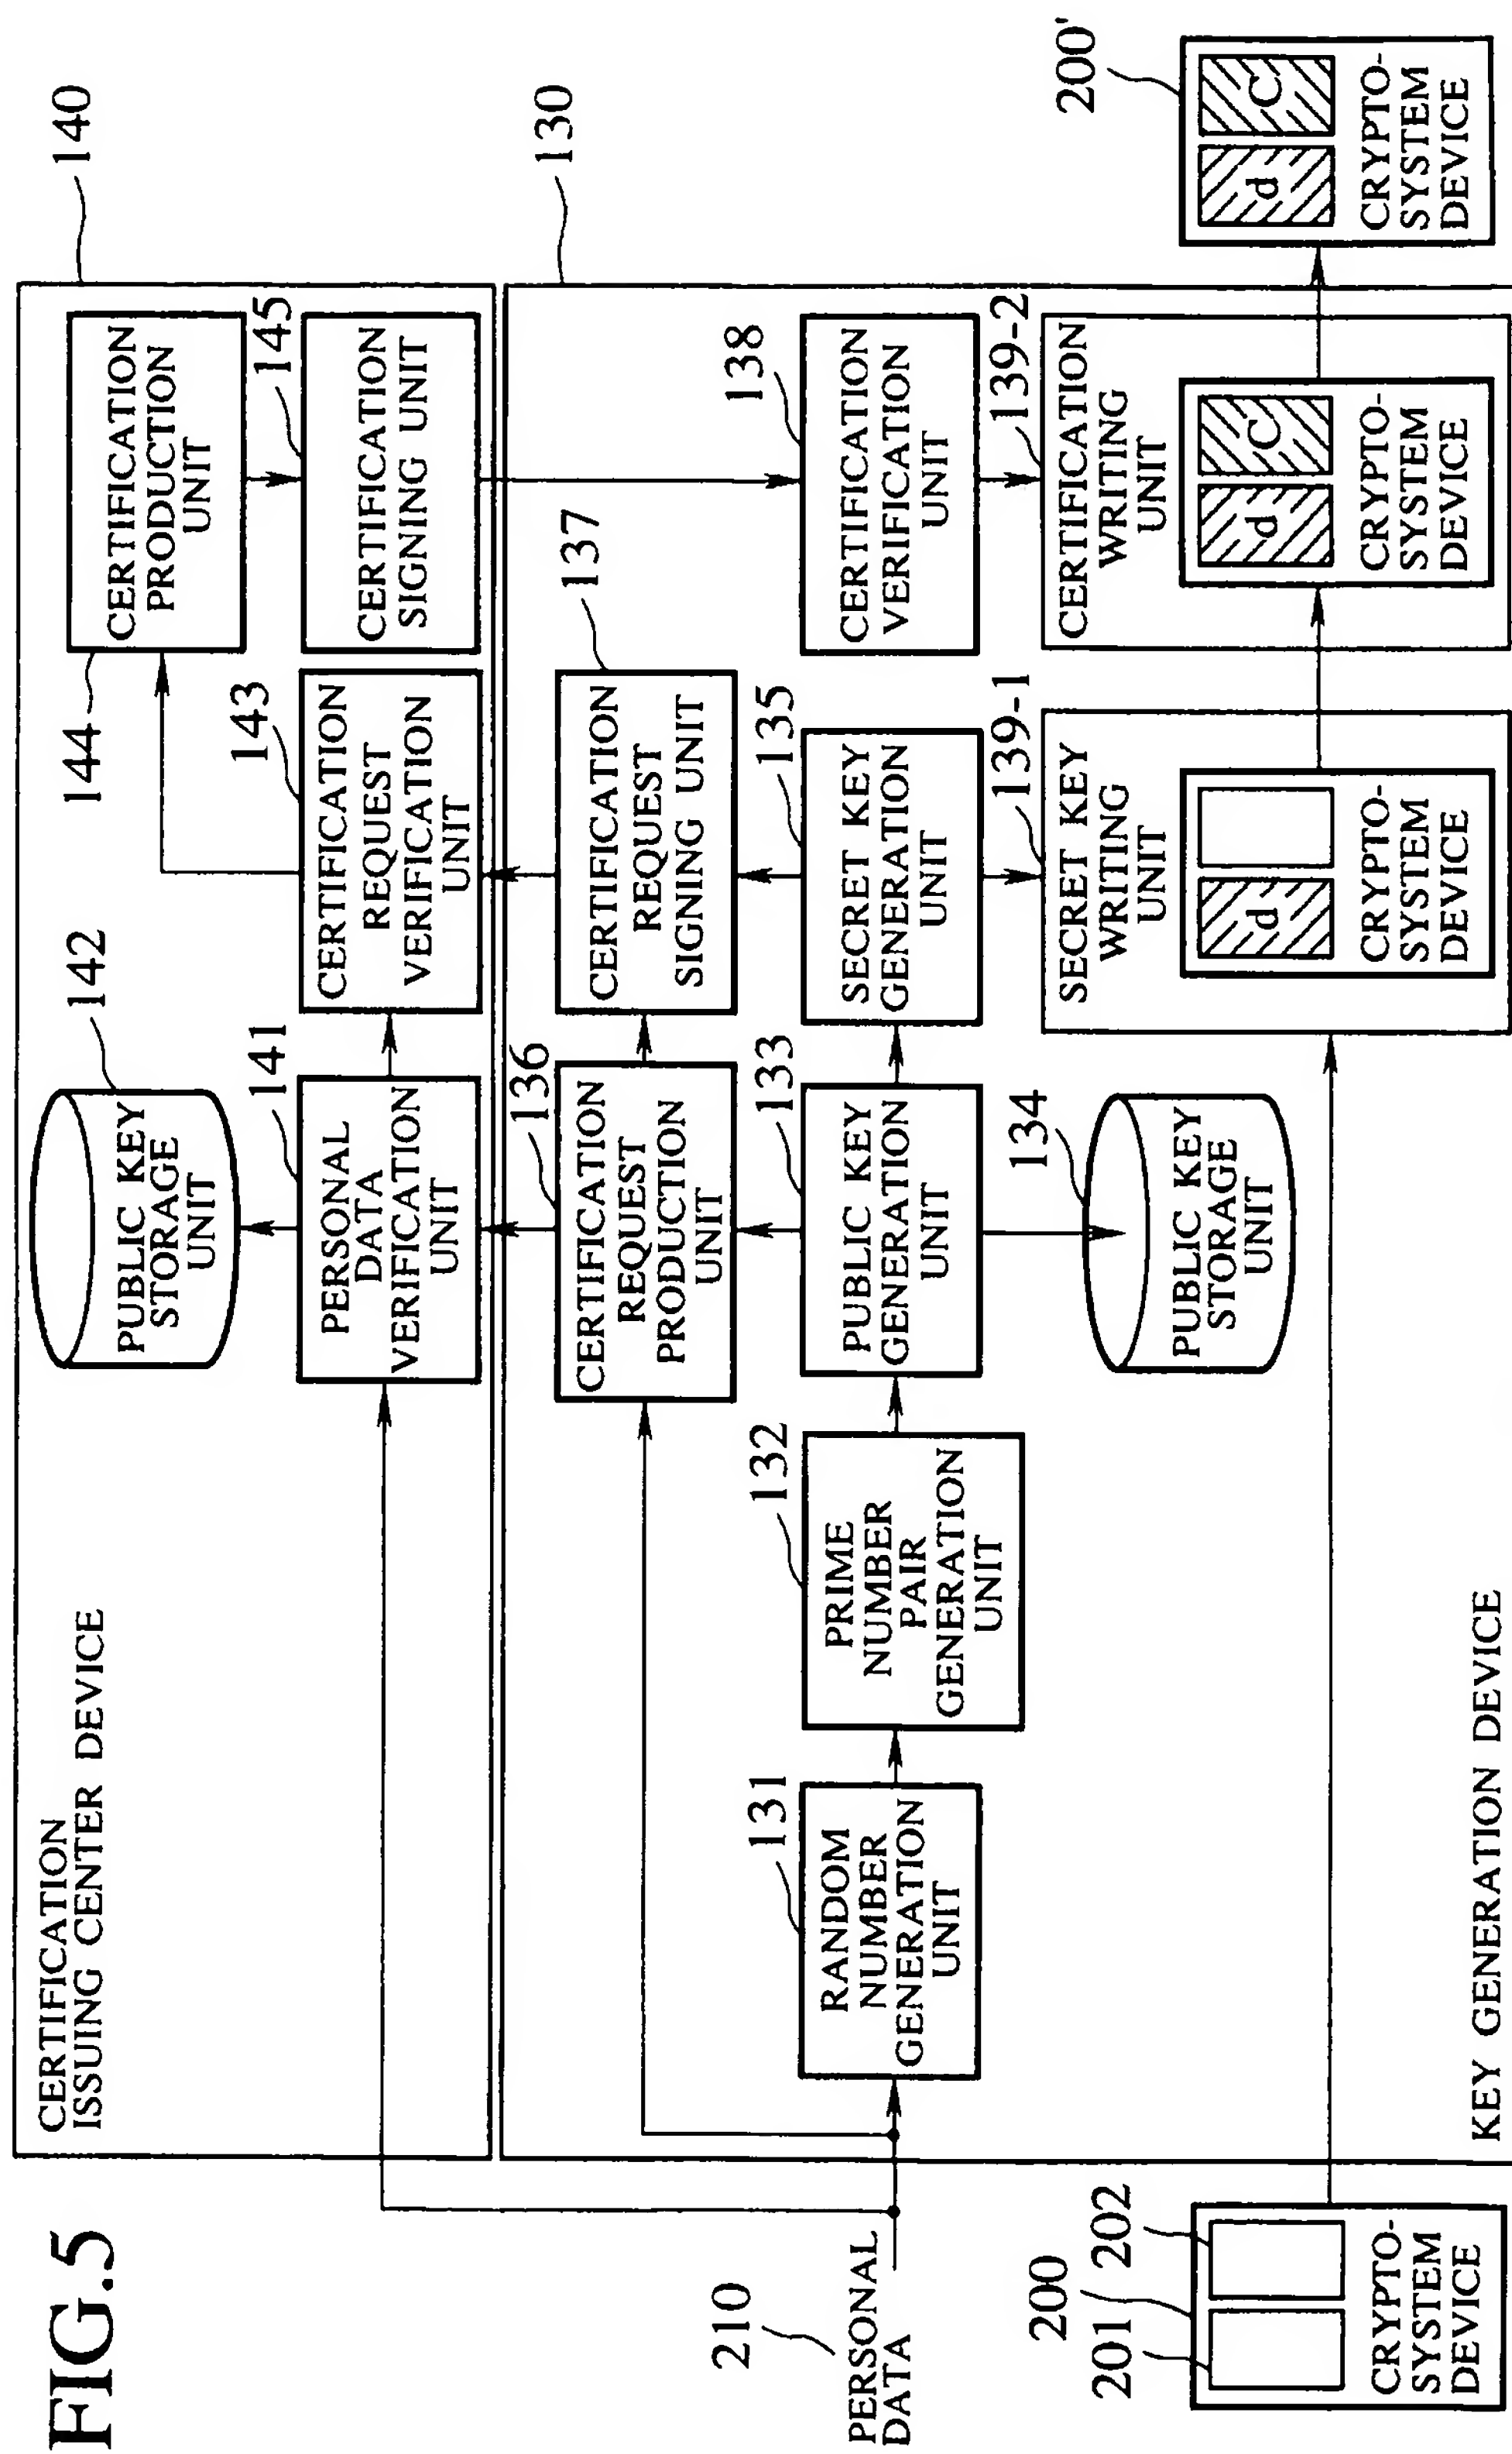 FIG.5
CERTIFICATION
ISSUING CENTER DEVICE
140
PUBLIC KEY
STORAGE
UNIT
142
144
CERTIFICATION
PRODUCTION
UNIT
141
PERSONAL
DATA
VERIFICATION
UNIT
143
CERTIFICATION
REQUEST
VERIFICATION
UNIT
145
CERTIFICATION
SIGNING UNIT
130
136
CERTIFICATION
REQUEST
PRODUCTION
UNIT
137
CERTIFICATION
REQUEST
SIGNING UNIT
210
PERSONAL
DATA
131
RANDOM
NUMBER
GENERATION
UNIT
132
PRIME
NUMBER
PAIR
GENERATION
UNIT
133
PUBLIC KEY
GENERATION
UNIT
135
SECRET KEY
GENERATION
UNIT
138
CERTIFICATION
VERIFICATION
UNIT
134
PUBLIC KEY
STORAGE
UNIT
139-1
SECRET KEY
WRITING
UNIT
d
CRYPTO-
SYSTEM
DEVICE
139-2
CERTIFICATION
WRITING
UNIT
d C
CRYPTO-
SYSTEM
DEVICE
200'
d C
CRYPTO-
SYSTEM
DEVICE
200
201 202
CRYPTO-
SYSTEM
DEVICE
KEY GENERATION DEVICE